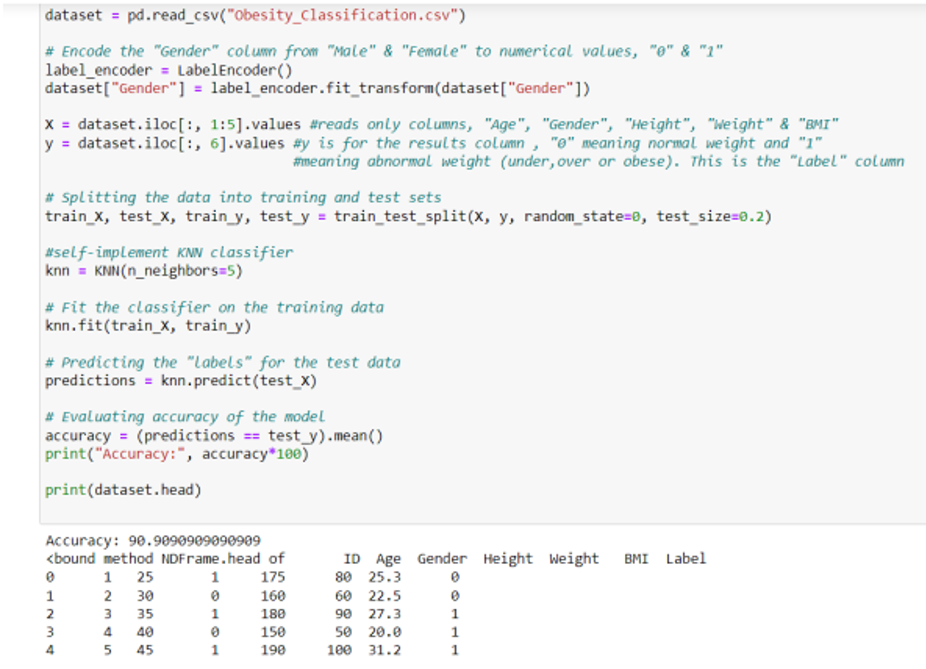 dataset = pd.read_csv("Obesity_Classification.csv")
# Encode the "Gender" column from "Male" & "Female" to numerical values, "0" & "1"
label_encoder = LabelEncoder()
dataset["Gender"] = label_encoder.fit_transform(dataset["Gender"])
X = dataset.iloc[:, 1:5].values #reads only columns, "Age", "Gender", "Height", "Weight" & "BMI"
y = dataset.iloc[:, 6].values #y is for the results column , "0" meaning normal weight and "1"
#meaning abnormal weight (under,over or obese). This is the "Label" column
# Splitting the data into training and test sets
train_X, test_X, train_y, test_y = train_test_split(X, y, random_state=0, test_size=0.2)
#self-implement KNN classifier
knn = KNN(n_neighbors=5)
# Fit the classifier on the training data
knn.fit(train_X, train_y)
# Predicting the "labels" for the test data
predictions = knn.predict(test_X)
# Evaluating accuracy of the model
accuracy = (predictions == test_y).mean()
print("Accuracy:", accuracy*100)
print(dataset.head)
Accuracy: 90.9090909090909
<bound method NDFrame.head of ID Age Gender Height Weight BMI Label
0 1 25 1 175 80 25.3 0
1 2 30 0 160 60 22.5 0
2 3 35 1 180 90 27.3 1
3 4 40 0 150 50 20.0 1
4 5 45 1 190 100 31.2 1